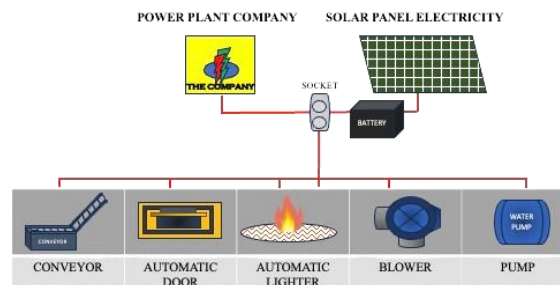 POWER PLANT COMPANY
SOLAR PANEL ELECTRICITY
THE COMPANY
SOCKET
BATTERY
CONVEYOR
WATER
PUMP
CONVEYOR
AUTOMATIC
DOOR
AUTOMATIC
LIGHTER
BLOWER
PUMP